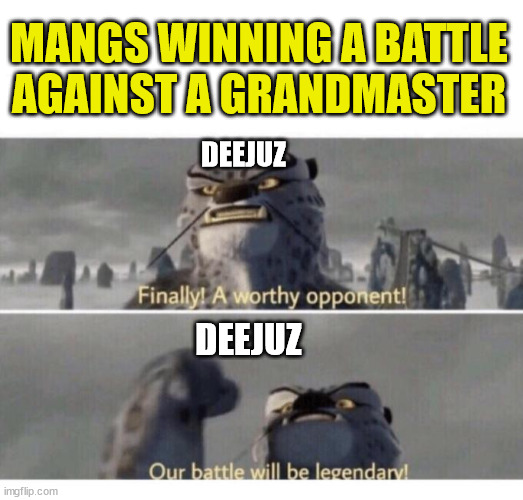 MANGS WINNING A BATTLE
AGAINST A GRANDMASTER
DEEJUZ
Finally! A worthy opponent!
DEEJUZ
Our battle will be legendary!
imgflip.com